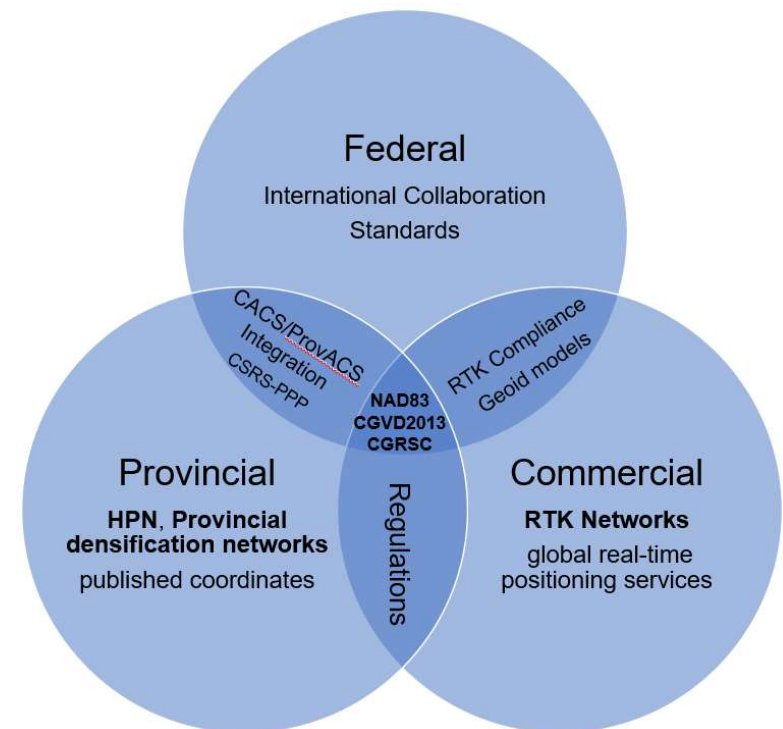 Federal
International Collaboration
Standards
CACS/ProvACS
Integration
CSRS-PPP
RTK Compliance
Geoid models
NAD83
CGVD2013
CGRSC
Provincial
HPN, Provincial
densification networks
published coordinates
Regulations
Commercial
RTK Networks
global real-time
positioning services